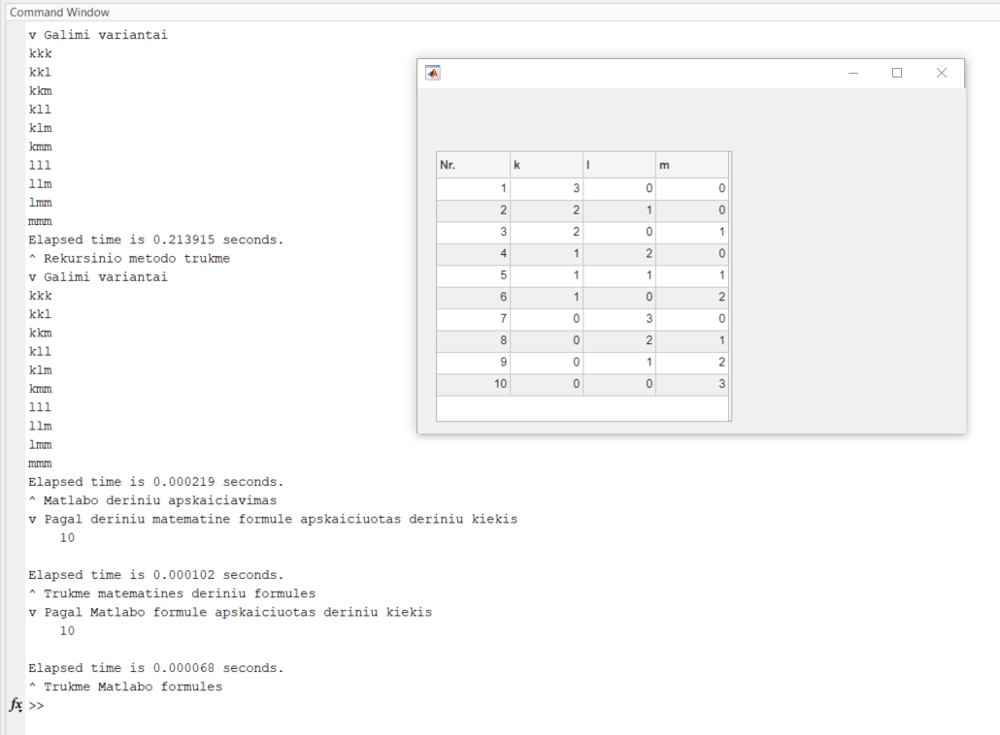 Command Window
v Galimi variantai
kkk
kkl
kkm
kll
klm
kmm
lll
llm
lmm
mmm
Elapsed time is 0.213915 seconds.
^ Rekursinio metodo trukme
v Galimi variantai
kkk
kkl
kkm
kll
klm
kmm
lll
llm
lmm
mmm
Elapsed time is 0.000219 seconds.
^ Matlabo deriniu apskaiciavimas
v Pagal deriniu matematine formule apskaiciuotas deriniu kiekis
10
Elapsed time is 0.000102 seconds.
^ Trukme matematines deriniu formules
v Pagal Matlabo formule apskaiciuotas deriniu kiekis
10
Elapsed time is 0.000068 seconds.
^ Trukme Matlabo formules
fx >>
Nr. k l m
1 3 0 0
2 2 1 0
3 2 0 1
4 1 2 0
5 1 1 1
6 1 0 2
7 0 3 0
8 0 2 1
9 0 1 2
10 0 0 3